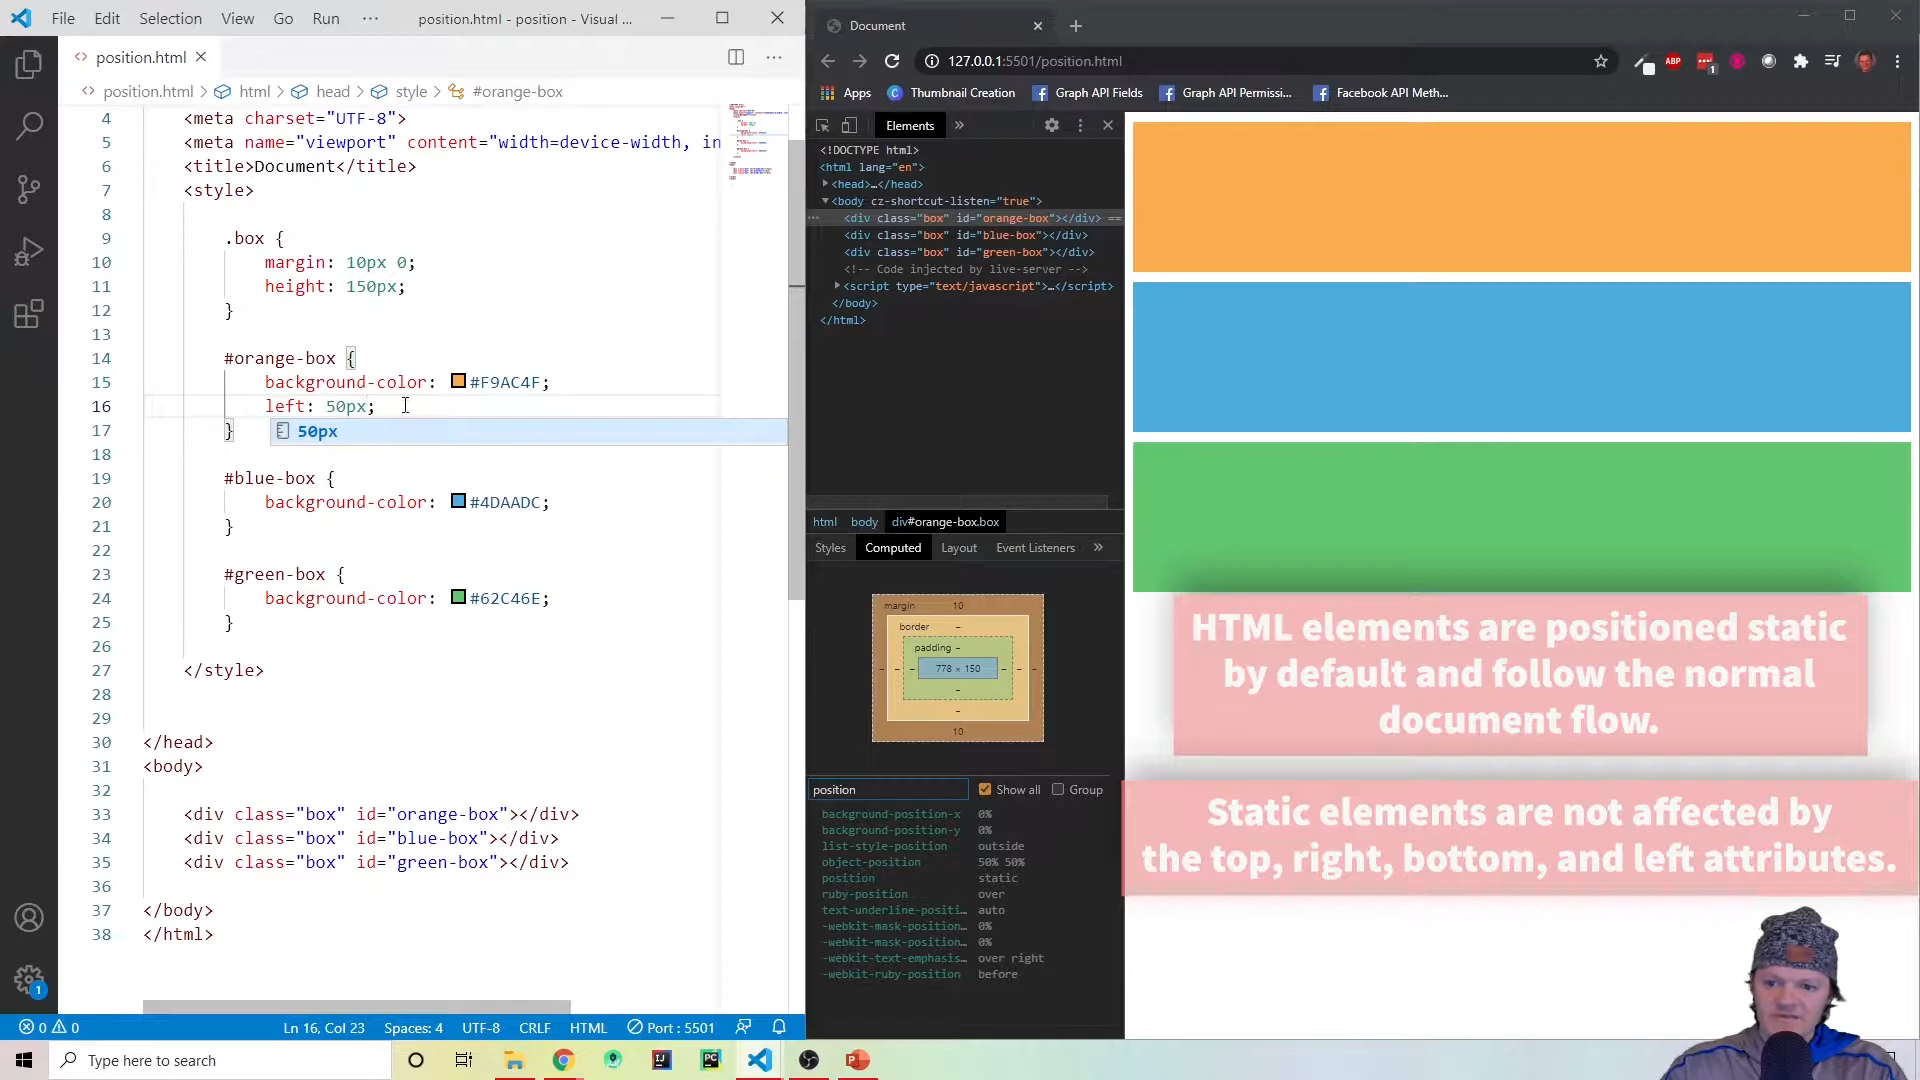 File Edit Selection View Go Run ··· position.html - position - Visual ...
position.html
position.html > html > head > style > #orange-box
4 <meta charset="UTF-8">
5 <meta name="viewport" content="width=device-width, in
6 <title>Document</title>
7 <style>
8
9 .box {
10 margin: 10px 0;
11 height: 150px;
12 }
13
14 #orange-box {
15 background-color: #F9AC4F;
16 left: 50px;
17 }
50px
18
19 #blue-box {
20 background-color: #4DAADC;
21 }
22
23 #green-box {
24 background-color: #62C46E;
25 }
26
27 </style>
28
29
30 </head>
31 <body>
32
33 <div class="box" id="orange-box"></div>
34 <div class="box" id="blue-box"></div>
35 <div class="box" id="green-box"></div>
36
37 </body>
38 </html>
1
0 0 Ln 16, Col 23 Spaces: 4 UTF-8 CRLF HTML Port : 5501
Type here to search
Document
127.0.0.1:5501/position.html ABP 1
Apps Thumbnail Creation Graph API Fields Graph API Permissi... Facebook API Meth...
Elements »
<!DOCTYPE html>
<html lang="en">
<head>…</head>
<body cz-shortcut-listen="true">
··· <div class="box" id="orange-box"></div> ==
<div class="box" id="blue-box"></div>
<div class="box" id="green-box"></div>
<!-- Code injected by live-server -->
<script type="text/javascript">…</script>
</body>
</html>
html body div#orange-box.box
Styles Computed Layout Event Listeners »
margin 10
border –
padding –
– – – 778 × 150 – – –
–
–
10
position Show all Group
background-position-x 0%
background-position-y 0%
list-style-position outside
object-position 50% 50%
position static
ruby-position over
text-underline-positi… auto
-webkit-mask-position… 0%
-webkit-mask-position… 0%
-webkit-text-emphasis… over right
-webkit-ruby-position before
HTML elements are positioned static
by default and follow the normal
document flow.
Static elements are not affected by
the top, right, bottom, and left attributes.